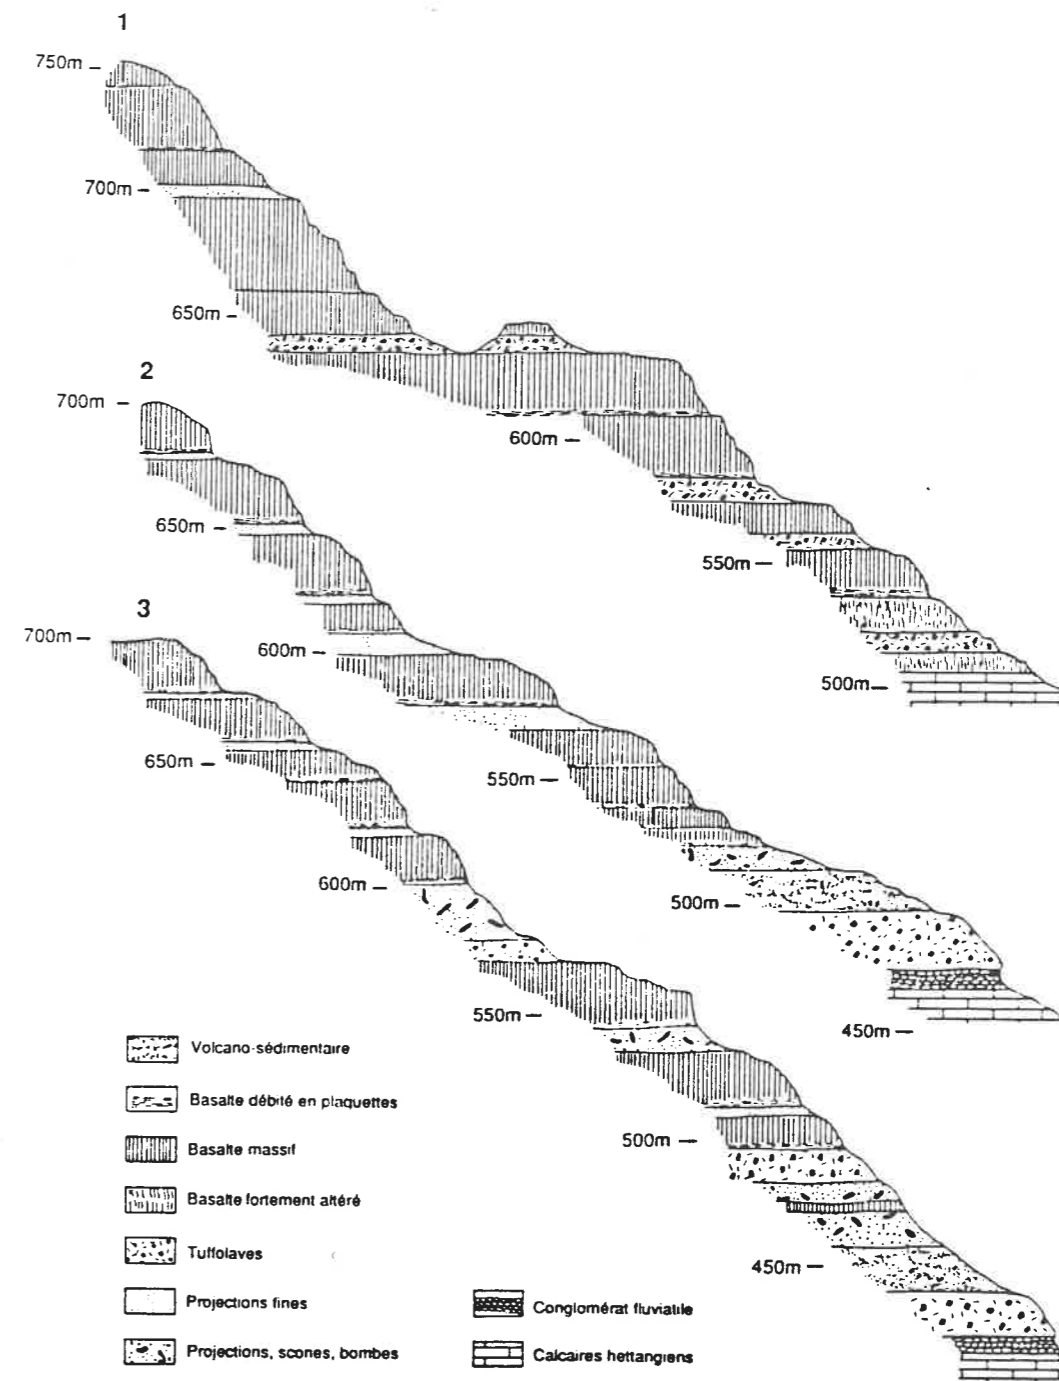 1
750m
700m
650m
600m
550m
500m
2
700m
650m
600m
550m
500m
450m
3
700m
650m
600m
550m
500m
450m
Volcano-sédimentaire
Basalte débité en plaquettes
Basalte massif
Basalte fortement altéré
Tuffolaves
Projections fines
Projections, scories, bombes
Conglomérat fluviatile
Calcaires hettangiens